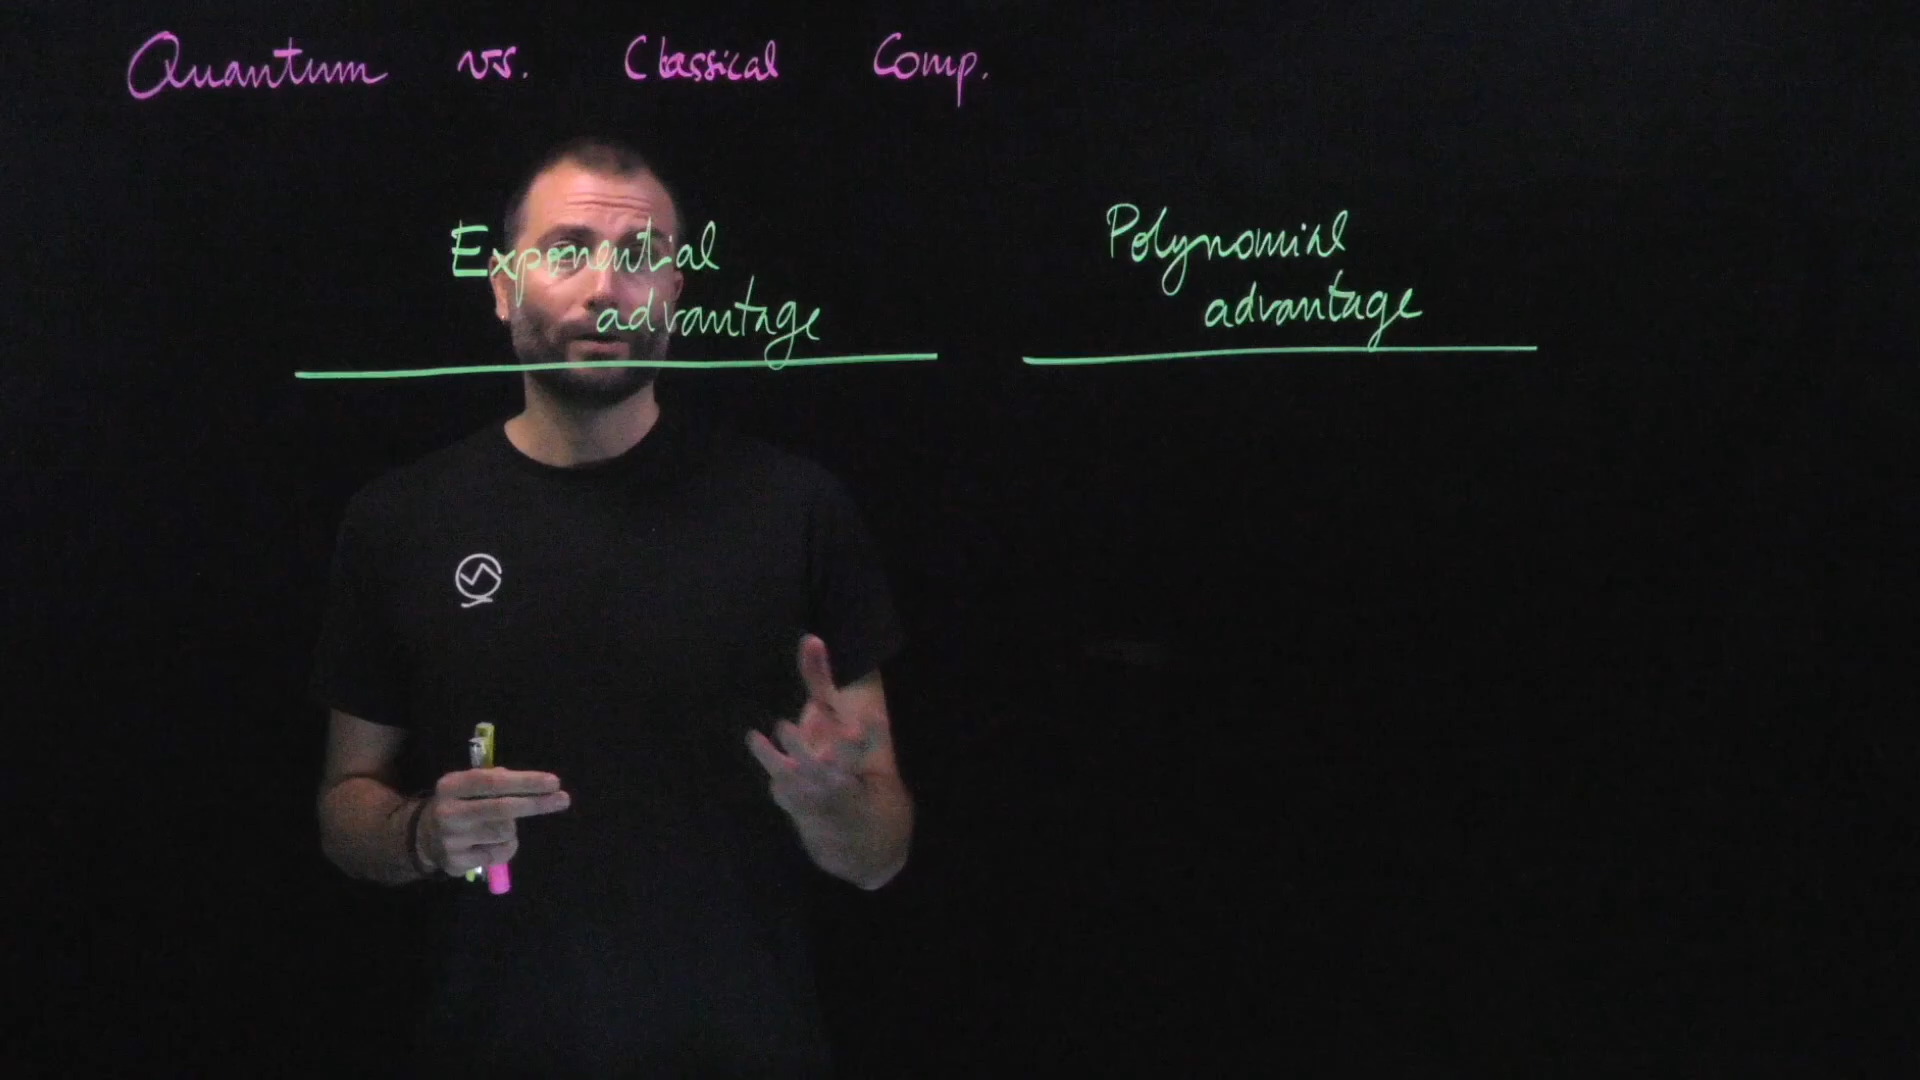 Quantum vs. Classical Comp.
Exponential
advantage
Polynomial
advantage